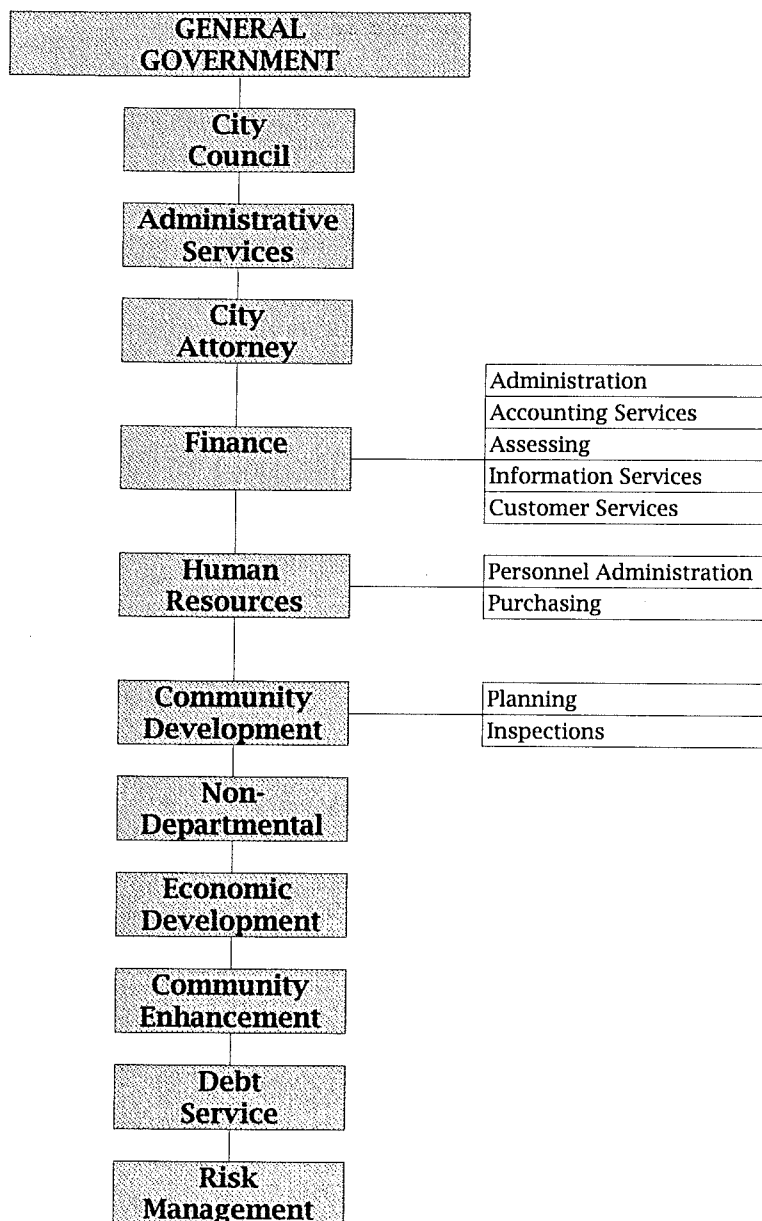 GENERAL
GOVERNMENT
City
Council
Administrative
Services
City
Attorney
Finance
Administration
Accounting Services
Assessing
Information Services
Customer Services
Human
Resources
Personnel Administration
Purchasing
Community
Development
Planning
Inspections
Non-
Departmental
Economic
Development
Community
Enhancement
Debt
Service
Risk
Management